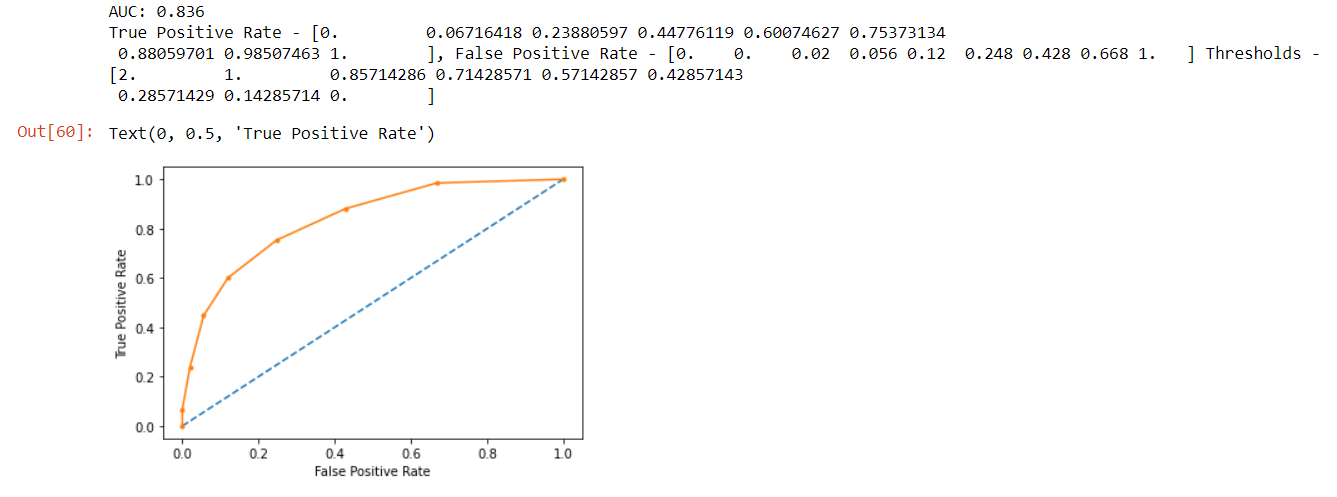 AUC: 0.836
True Positive Rate - [0.         0.06716418 0.23880597 0.44776119 0.60074627 0.75373134
 0.88059701 0.98507463 1.        ], False Positive Rate - [0.    0.    0.02  0.056 0.12  0.248 0.428 0.668 1.   ] Thresholds -
[2.         1.         0.85714286 0.71428571 0.57142857 0.42857143
 0.28571429 0.14285714 0.        ]
Out[60]: Text(0, 0.5, 'True Positive Rate')
True Positive Rate
1.0
0.8
0.6
0.4
0.2
0.0
0.0 0.2 0.4 0.6 0.8 1.0
False Positive Rate